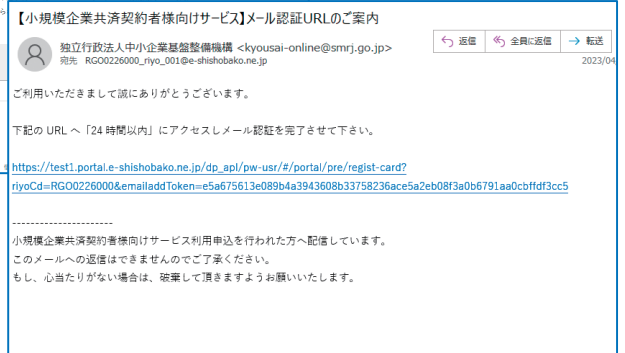 【小規模企業共済契約者様向けサービス】メール認証URLのご案内
独立行政法人中小企業基盤整備機構 <kyousai-online@smrj.go.jp>
宛先 RGO0226000_riyo_001@e-shishobako.ne.jp
返信
全員に返信
転送
2023/04
ご利用いただきまして誠にありがとうございます。
下記の URL へ「24 時間以内」にアクセスしメール認証を完了させて下さい。
https://test1.portal.e-shishobako.ne.jp/dp_apl/pw-usr/#/portal/pre/regist-card?
riyoCd=RGO0226000&emailaddToken=e5a675613e089b4a3943608b33758236ace5a2eb08f3a0b6791aa0cbffdf3cc5
----------------------
小規模企業共済契約者様向けサービス利用申込を行われた方へ配信しています。
このメールへの返信はできませんのでご了承ください。
もし、心当たりがない場合は、破棄して頂きますようお願いいたします。